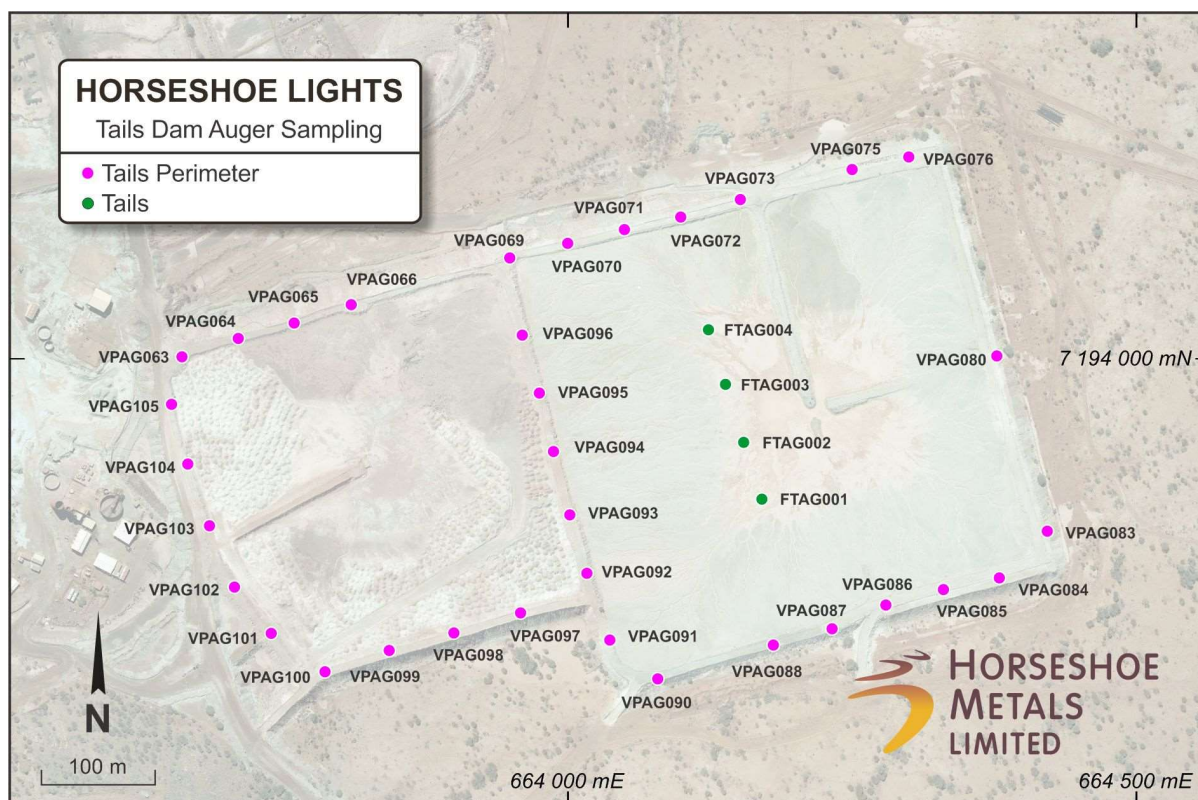 HORSESHOE LIGHTS
Tails Dam Auger Sampling
Tails Perimeter
Tails
VPAG075
VPAG076
VPAG073
VPAG071
VPAG072
VPAG069
VPAG070
VPAG066
VPAG065
VPAG064
VPAG063
VPAG096
FTAG004
VPAG080
7 194 000 mN
FTAG003
VPAG095
VPAG105
FTAG002
VPAG094
VPAG104
FTAG001
VPAG093
VPAG103
VPAG083
VPAG092
VPAG102
VPAG086
VPAG084
VPAG085
VPAG087
VPAG097
VPAG091
VPAG101
VPAG098
VPAG088
VPAG100
VPAG099
VPAG090
N
100 m
HORSESHOE
METALS
LIMITED
664 000 mE
664 500 mE